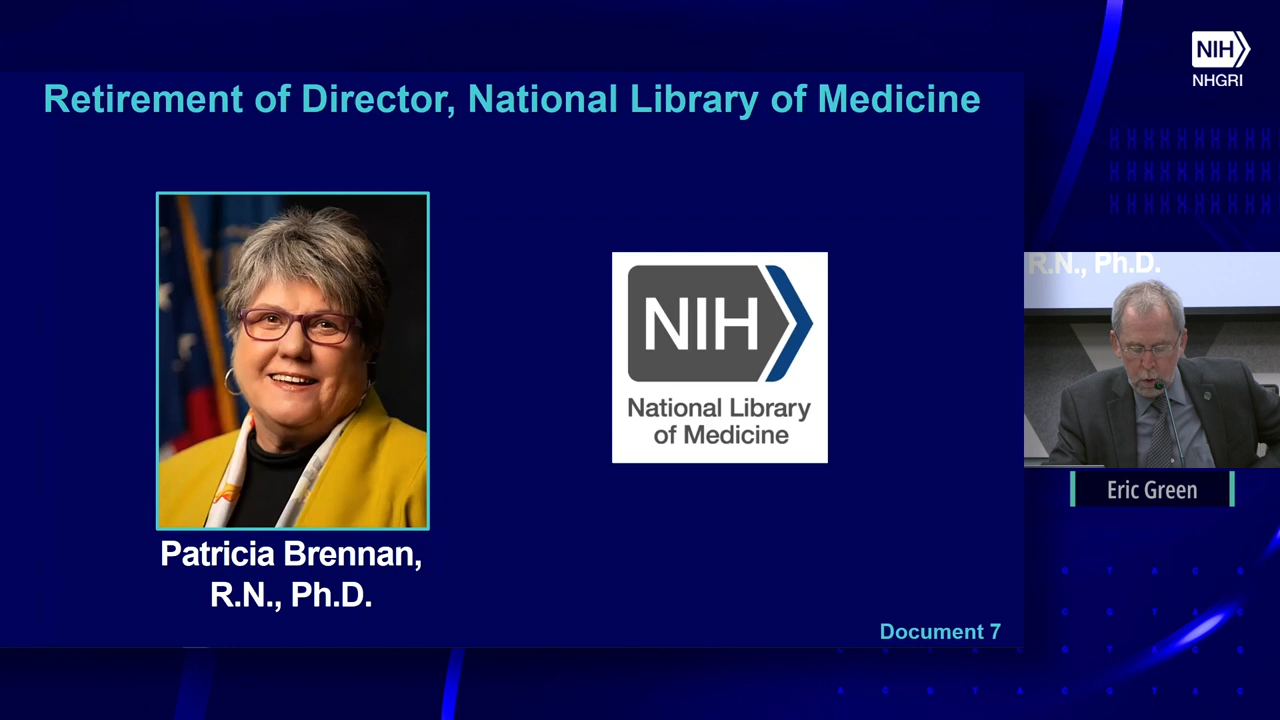 NIH
NHGRI
Retirement of Director, National Library of Medicine
R.N., Ph.D.
NIH
National Library
of Medicine
Eric Green
Patricia Brennan,
R.N., Ph.D.
Document 7